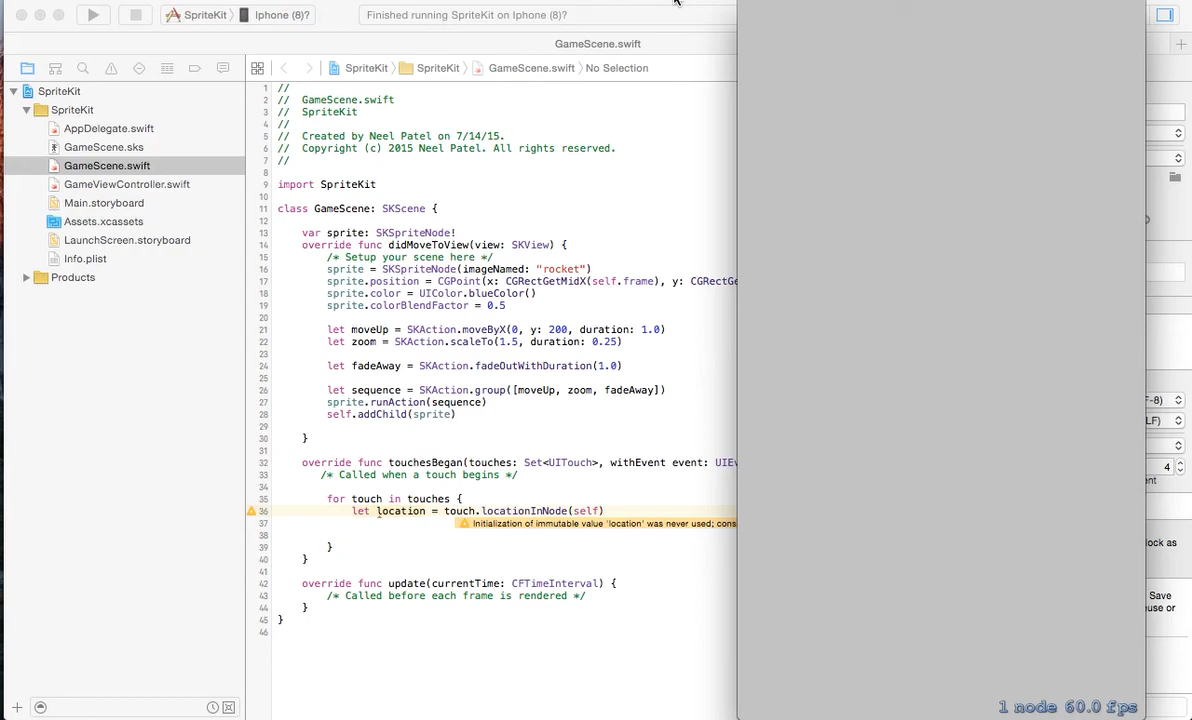 SpriteKit Iphone (8)? Finished running SpriteKit on Iphone (8)?
GameScene.swift
SpriteKit SpriteKit GameScene.swift No Selection
SpriteKit
SpriteKit
AppDelegate.swift
GameScene.sks
GameScene.swift
GameViewController.swift
Main.storyboard
Assets.xcassets
LaunchScreen.storyboard
Info.plist
Products
1 //
2 // GameScene.swift
3 // SpriteKit
4 //
5 // Created by Neel Patel on 7/14/15.
6 // Copyright (c) 2015 Neel Patel. All rights reserved.
7 //
8
9 import SpriteKit
10
11 class GameScene: SKScene {
12
13 var sprite: SKSpriteNode!
14 override func didMoveToView(view: SKView) {
15 /* Setup your scene here */
16 sprite = SKSpriteNode(imageNamed: "rocket")
17 sprite.position = CGPoint(x: CGRectGetMidX(self.frame), y: CGRectGe
18 sprite.color = UIColor.blueColor()
19 sprite.colorBlendFactor = 0.5
20
21 let moveUp = SKAction.moveByX(0, y: 200, duration: 1.0)
22 let zoom = SKAction.scaleTo(1.5, duration: 0.25)
23
24 let fadeAway = SKAction.fadeOutWithDuration(1.0)
25
26 let sequence = SKAction.group([moveUp, zoom, fadeAway])
27 sprite.runAction(sequence)
28 self.addChild(sprite)
29
30 }
31
32 override func touchesBegan(touches: Set<UITouch>, withEvent event: UIEv
33 /* Called when a touch begins */
34
35 for touch in touches {
36 let location = touch.locationInNode(self)
37 Initialization of immutable value 'location' was never used; cons
38
39 }
40 }
41
42 override func update(currentTime: CFTimeInterval) {
43 /* Called before each frame is rendered */
44 }
45 }
46
F-8)
LF)
4
nt
lock as
Save
use or
1 node 60.0 fps